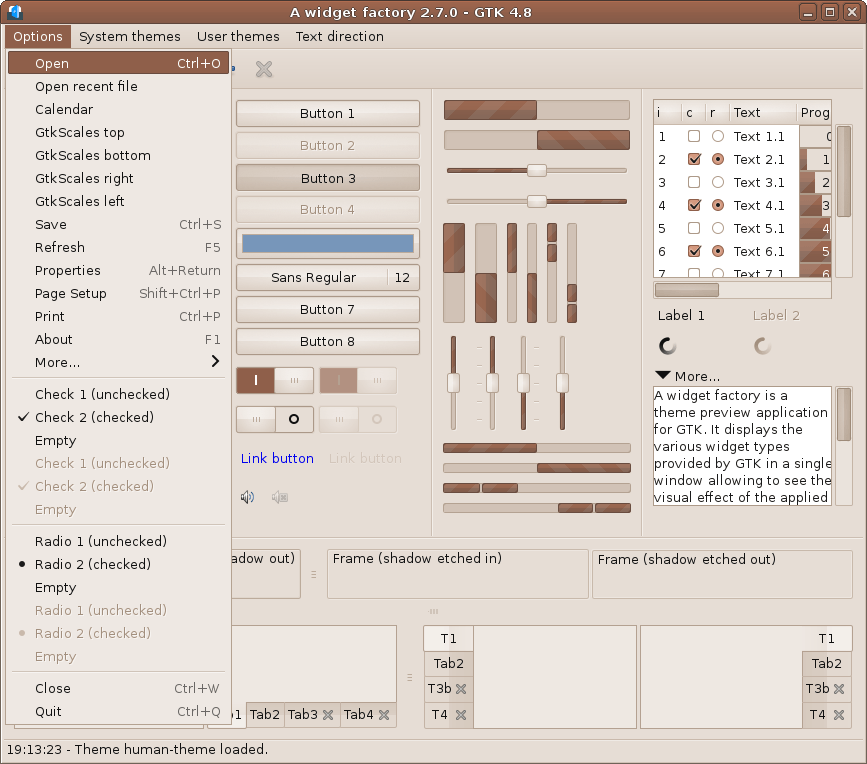 A widget factory 2.7.0 - GTK 4.8
Options System themes User themes Text direction
Open Ctrl+O
Open recent file
Calendar
GtkScales top
GtkScales bottom
GtkScales right
GtkScales left
Save Ctrl+S
Refresh F5
Properties Alt+Return
Page Setup Shift+Ctrl+P
Print Ctrl+P
About F1
More...
Check 1 (unchecked)
Check 2 (checked)
Empty
Check 1 (unchecked)
Check 2 (checked)
Empty
Radio 1 (unchecked)
Radio 2 (checked)
Empty
Radio 1 (unchecked)
Radio 2 (checked)
Empty
Close Ctrl+W
Quit Ctrl+Q
Button 1
Button 2
Button 3
Button 4
Sans Regular 12
Button 7
Button 8
Link button Link button
i c r Text Prog
1 Text 1.1 0
2 Text 2.1 1
3 Text 3.1 2
4 Text 4.1 3
5 Text 5.1 4
6 Text 6.1 5
7 Text 7.1 6
Label 1 Label 2
More...
A widget factory is a
theme preview application
for GTK. It displays the
various widget types
provided by GTK in a single
window allowing to see the
visual effect of the applied
adow out) Frame (shadow etched in) Frame (shadow etched out)
b1 Tab2 Tab3 Tab4
T1
Tab2
T3b
T4
T1
Tab2
T3b
T4
19:13:23 - Theme human-theme loaded.